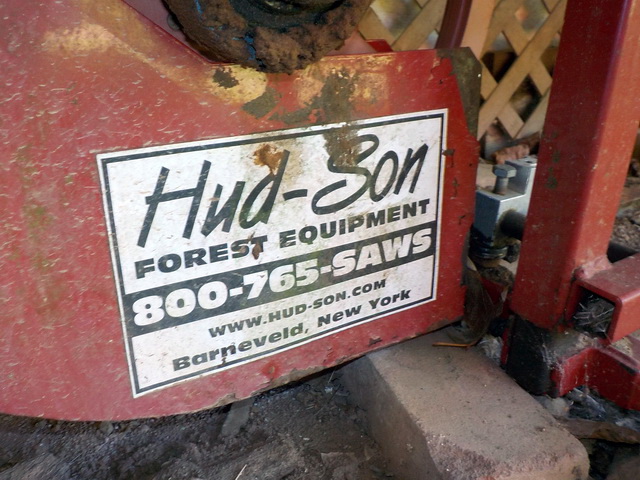 Hud-Son
FOREST EQUIPMENT
800-765-SAWS
WWW.HUD-SON.COM
Barneveld, New York